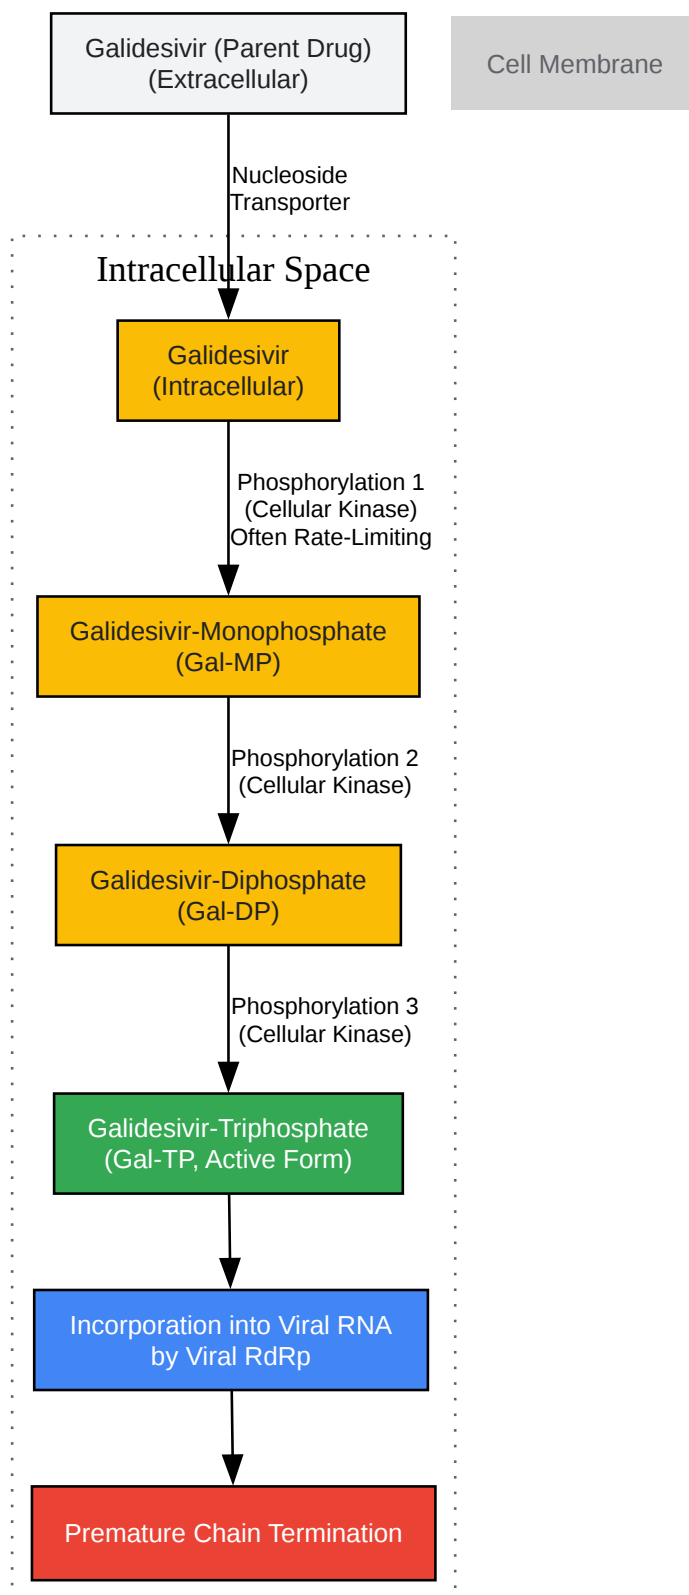 Galidesivir (Parent Drug)
(Extracellular)
Cell Membrane
Nucleoside
Transporter
Intracellular Space
Galidesivir
(Intracellular)
Phosphorylation 1
(Cellular Kinase)
Often Rate-Limiting
Galidesivir-Monophosphate
(Gal-MP)
Phosphorylation 2
(Cellular Kinase)
Galidesivir-Diphosphate
(Gal-DP)
Phosphorylation 3
(Cellular Kinase)
Galidesivir-Triphosphate
(Gal-TP, Active Form)
Incorporation into Viral RNA
by Viral RdRp
Premature Chain Termination